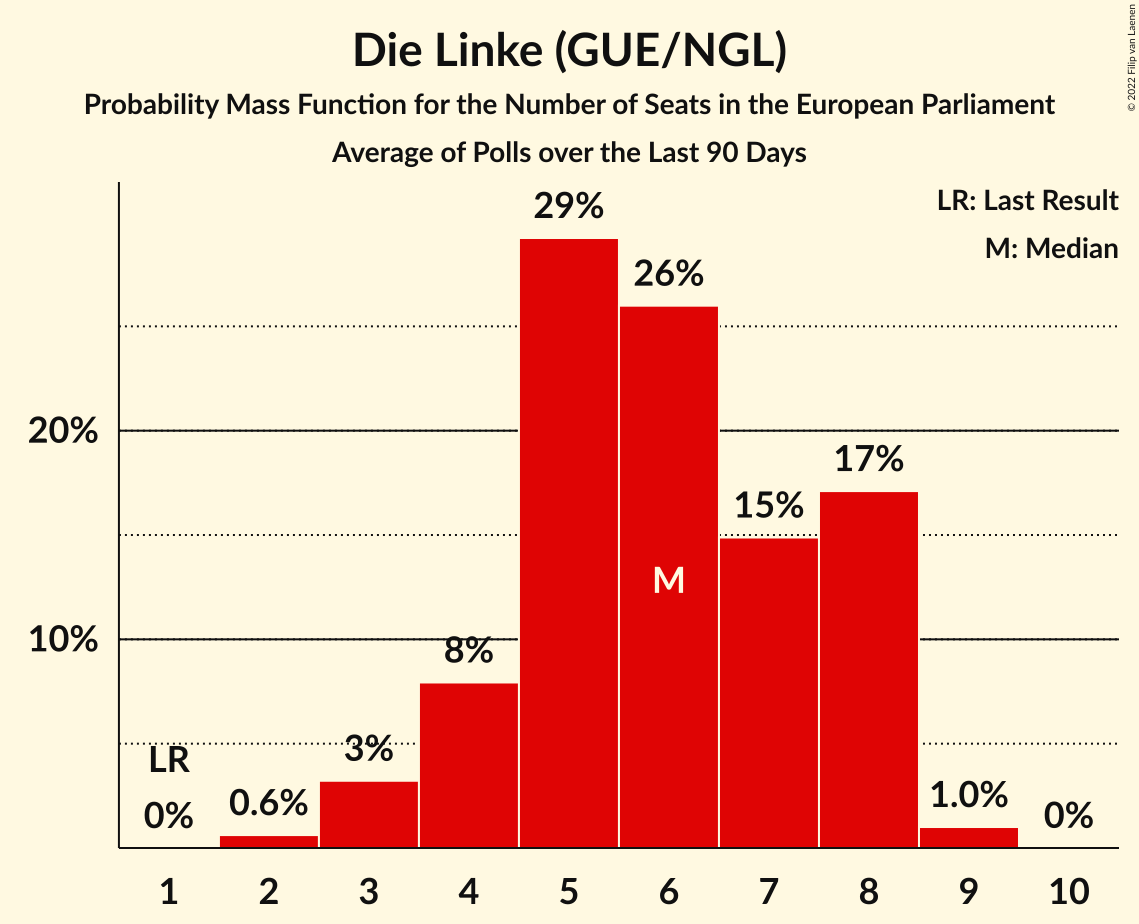 Die Linke (GUE/NGL)
Probability Mass Function for the Number of Seats in the European Parliament
Average of Polls over the Last 90 Days
© 2022 Filip van Laenen
LR: Last Result
M: Median
29%
26%
20%
17%
15%
M
10%
8%
3%
LR
0.6%
1.0%
0%
0%
1 2 3 4 5 6 7 8 9 10